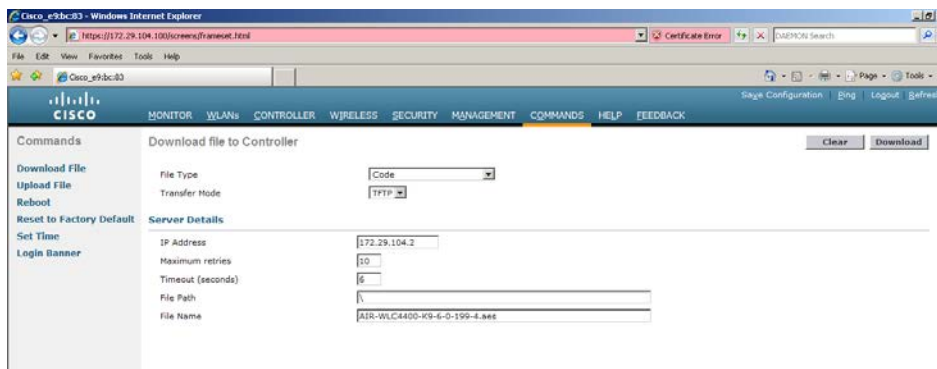 Cisco_e9:bc:83 - Windows Internet Explorer
https://172.29.104.100/screens/frameset.html
Certificate Error
DAEMON Search
File Edit View Favorites Tools Help
Cisco_e9:bc:83
Page Tools
CISCO
Save Configuration Ping Logout Refres
MONITOR WLANs CONTROLLER WIRELESS SECURITY MANAGEMENT COMMANDS HELP FEEDBACK
Commands
Download File
Upload File
Reboot
Reset to Factory Default
Set Time
Login Banner
Download file to Controller
Clear Download
File Type Code
Transfer Mode TFTP
Server Details
IP Address 172.29.104.2
Maximum retries 10
Timeout (seconds) 6
File Path \
File Name AIR-WLC4400-K9-6-0-199-4.aes